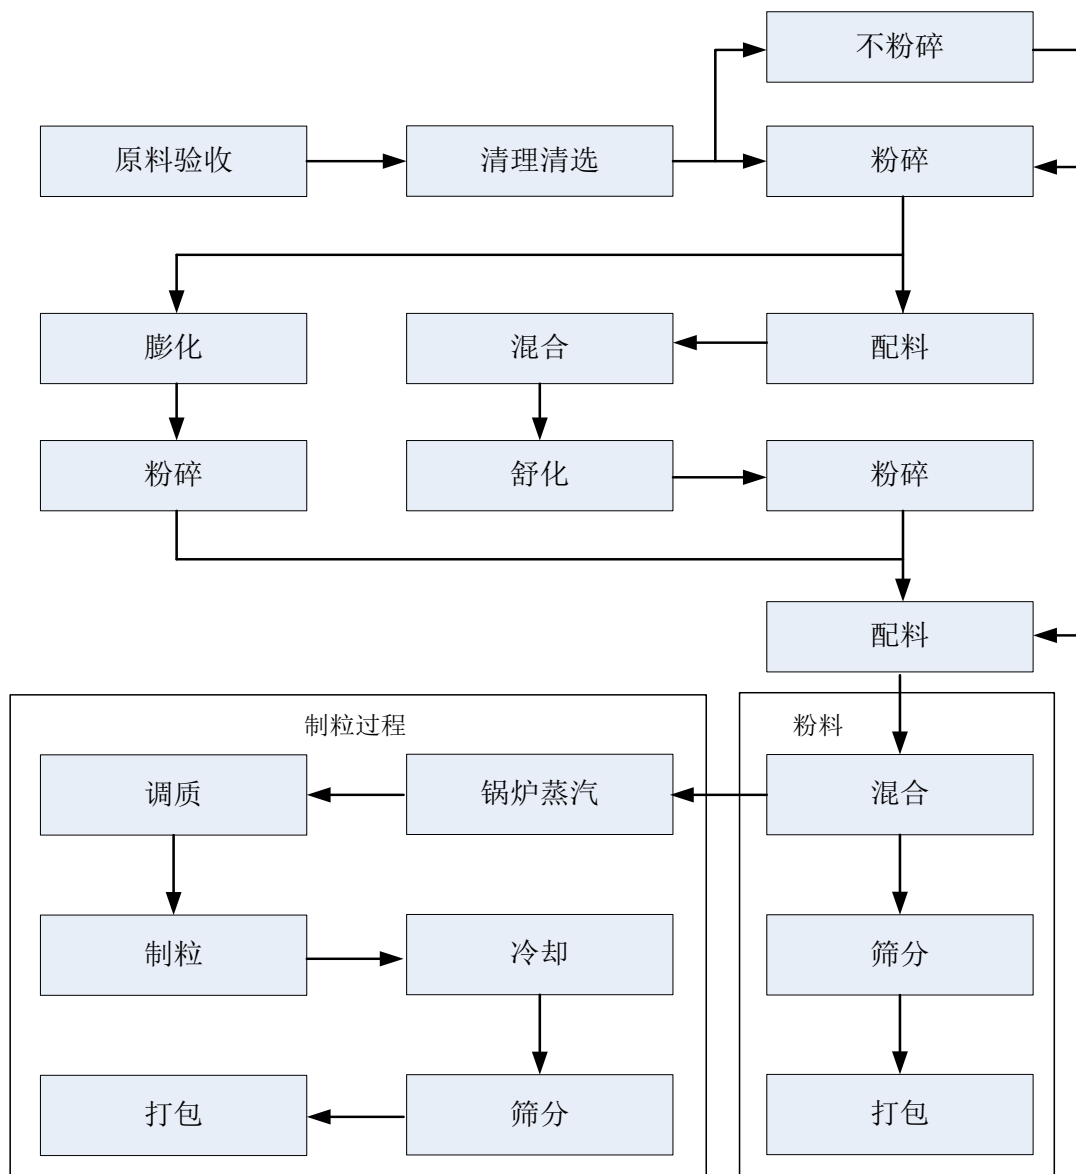 不粉碎
原料验收
清理清选
粉碎
膨化
混合
配料
粉碎
舒化
粉碎
配料
制粒过程
粉料
调质
锅炉蒸汽
混合
制粒
冷却
筛分
打包
筛分
打包